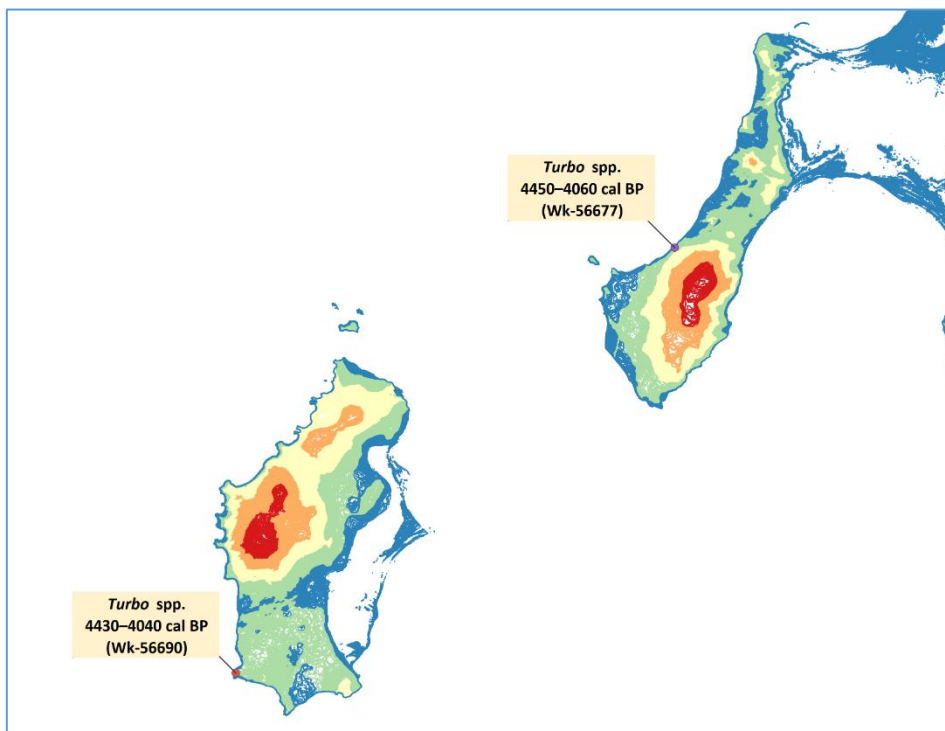 Turbo spp.
4450–4060 cal BP
(Wk-56677)
Turbo spp.
4430–4040 cal BP
(Wk-56690)